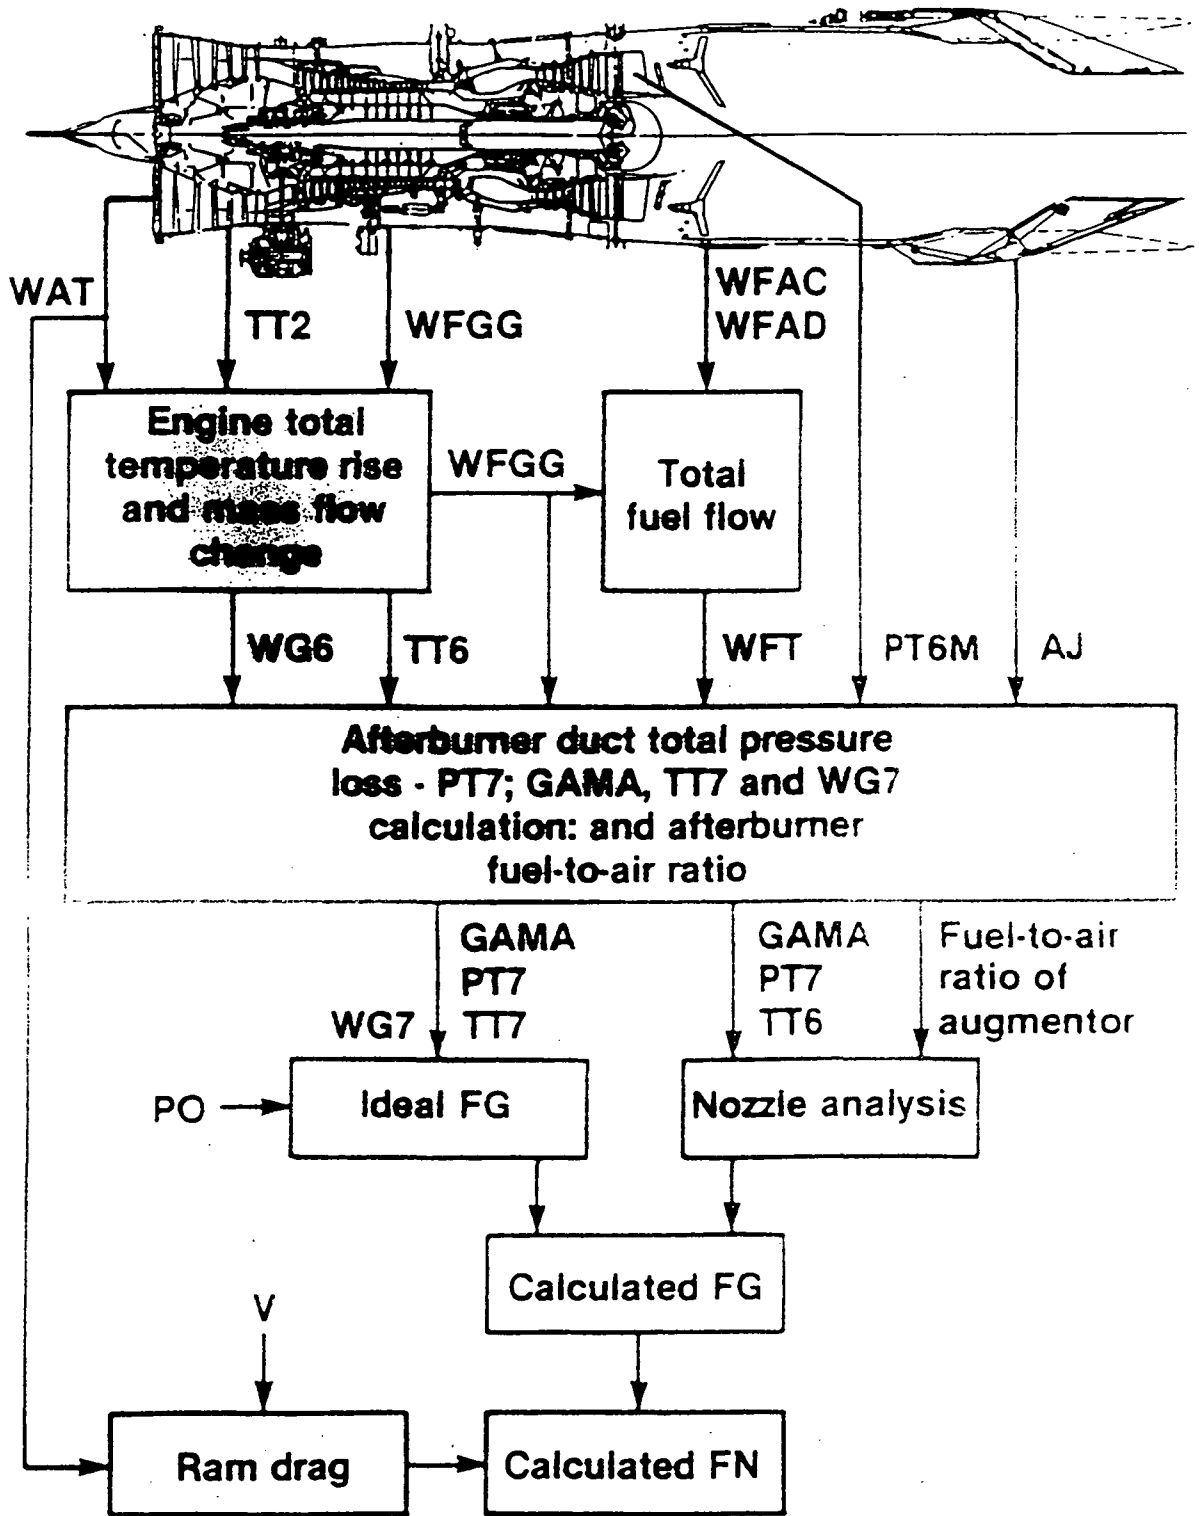 WAT
TT2
WFGG
WFAC
WFAD
Engine total
temperature rise
and mass flow
change
WFGG
Total
fuel flow
WG6
TT6
WFT
PT6M
AJ
Afterburner duct total pressure
loss - PT7; GAMA, TT7 and WG7
calculation: and afterburner
fuel-to-air ratio
GAMA
PT7
WG7 TT7
GAMA
PT7
TT6
Fuel-to-air
ratio of
augmentor
PO
Ideal FG
Nozzle analysis
Calculated FG
V
Ram drag
Calculated FN